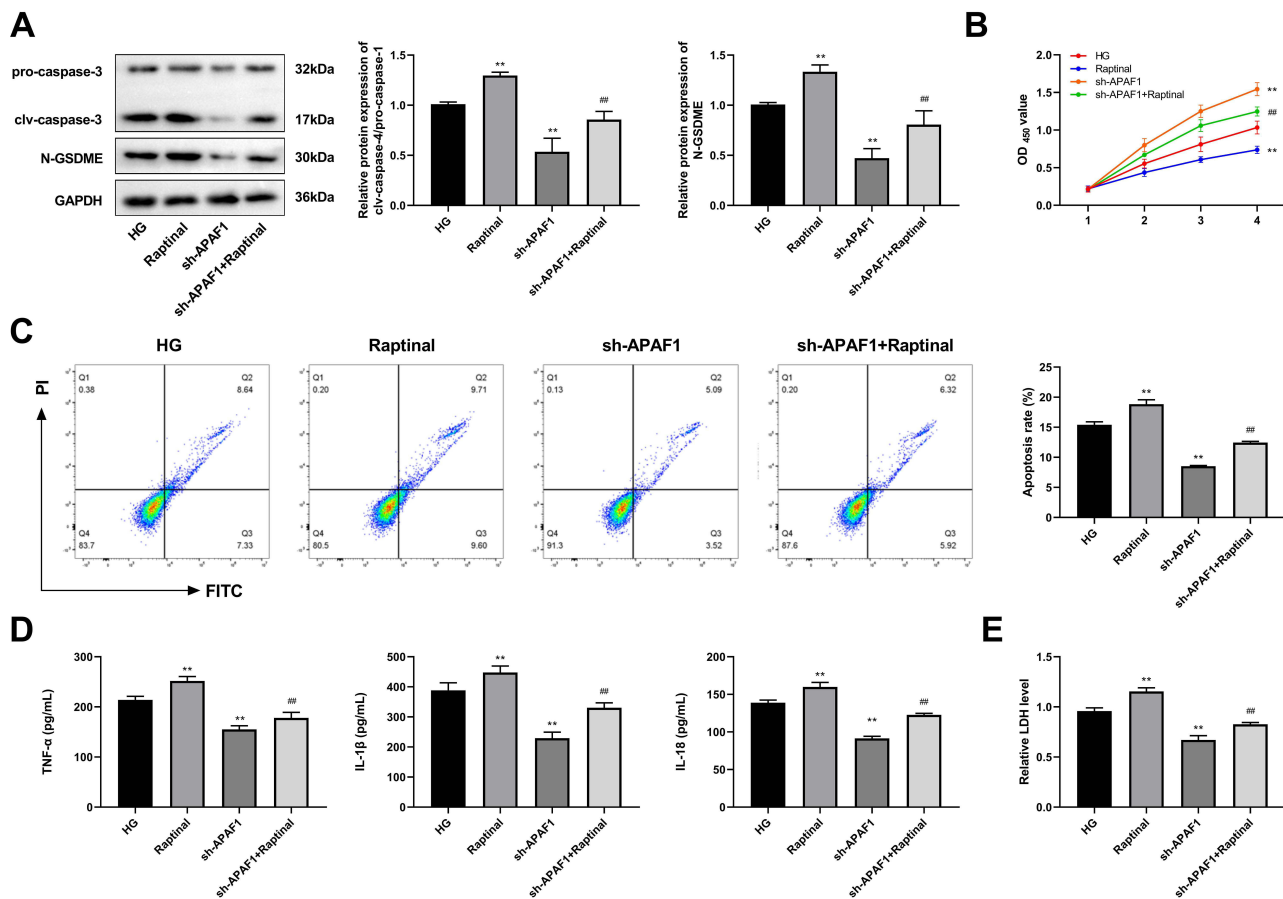 A
pro-caspase-3
clv-caspase-3
N-GSDME
GAPDH
32kDa
17kDa
30kDa
36kDa
HG
Raptinal
sh-APAF1
sh-APAF1+Raptinal
Relative protein expression of
clv-caspase-4/pro-caspase-1
1.5
1.0
0.5
0.0
**
**
##
HG
Raptinal
sh-APAF1
sh-APAF1+Raptinal
Relative protein expression of
N-GSDME
1.5
1.0
0.5
0.0
**
**
##
HG
Raptinal
sh-APAF1
sh-APAF1+Raptinal
B
OD 450 value
2.0
1.5
1.0
0.5
0.0
HG
Raptinal
sh-APAF1
sh-APAF1+Raptinal
**
##
**
1 2 3 4
C
HG
Raptinal
sh-APAF1
sh-APAF1+Raptinal
PI
FITC
Q1
0.38
Q2
8.64
Q4
83.7
Q3
7.33
Q1
0.20
Q2
9.71
Q4
80.5
Q3
9.60
Q1
0.13
Q2
5.09
Q4
91.3
Q3
3.52
Q1
0.20
Q2
6.32
Q4
87.6
Q3
5.92
Apoptosis rate (%)
25
20
15
10
5
0
**
**
##
HG
Raptinal
sh-APAF1
sh-APAF1+Raptinal
D
TNF-α (pg/mL)
300
200
100
0
**
**
##
HG
Raptinal
sh-APAF1
sh-APAF1+Raptinal
IL-1β (pg/mL)
500
400
300
200
100
0
**
**
##
HG
Raptinal
sh-APAF1
sh-APAF1+Raptinal
IL-18 (pg/mL)
200
150
100
50
0
**
**
##
HG
Raptinal
sh-APAF1
sh-APAF1+Raptinal
E
Relative LDH level
1.5
1.0
0.5
0.0
**
**
##
HG
Raptinal
sh-APAF1
sh-APAF1+Raptinal